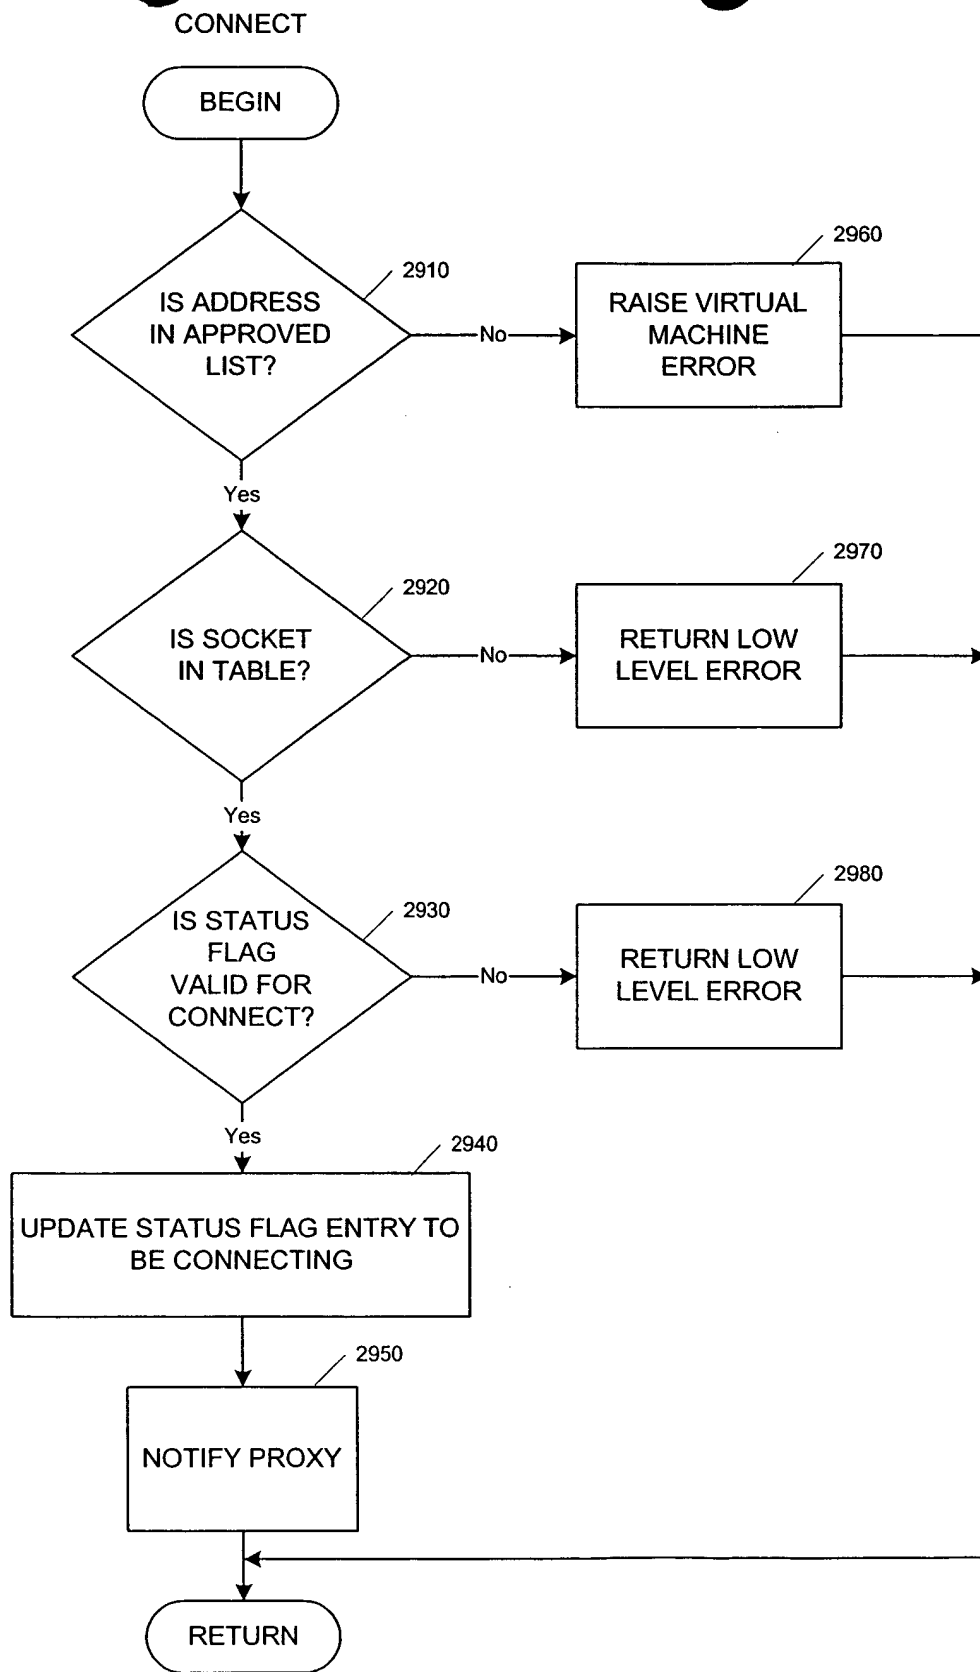 CONNECT
BEGIN
2910
IS ADDRESS
IN APPROVED
LIST?
No
2960
RAISE VIRTUAL
MACHINE
ERROR
Yes
2920
IS SOCKET
IN TABLE?
No
2970
RETURN LOW
LEVEL ERROR
Yes
2930
IS STATUS
FLAG
VALID FOR
CONNECT?
No
2980
RETURN LOW
LEVEL ERROR
Yes
2940
UPDATE STATUS FLAG ENTRY TO
BE CONNECTING
2950
NOTIFY PROXY
RETURN